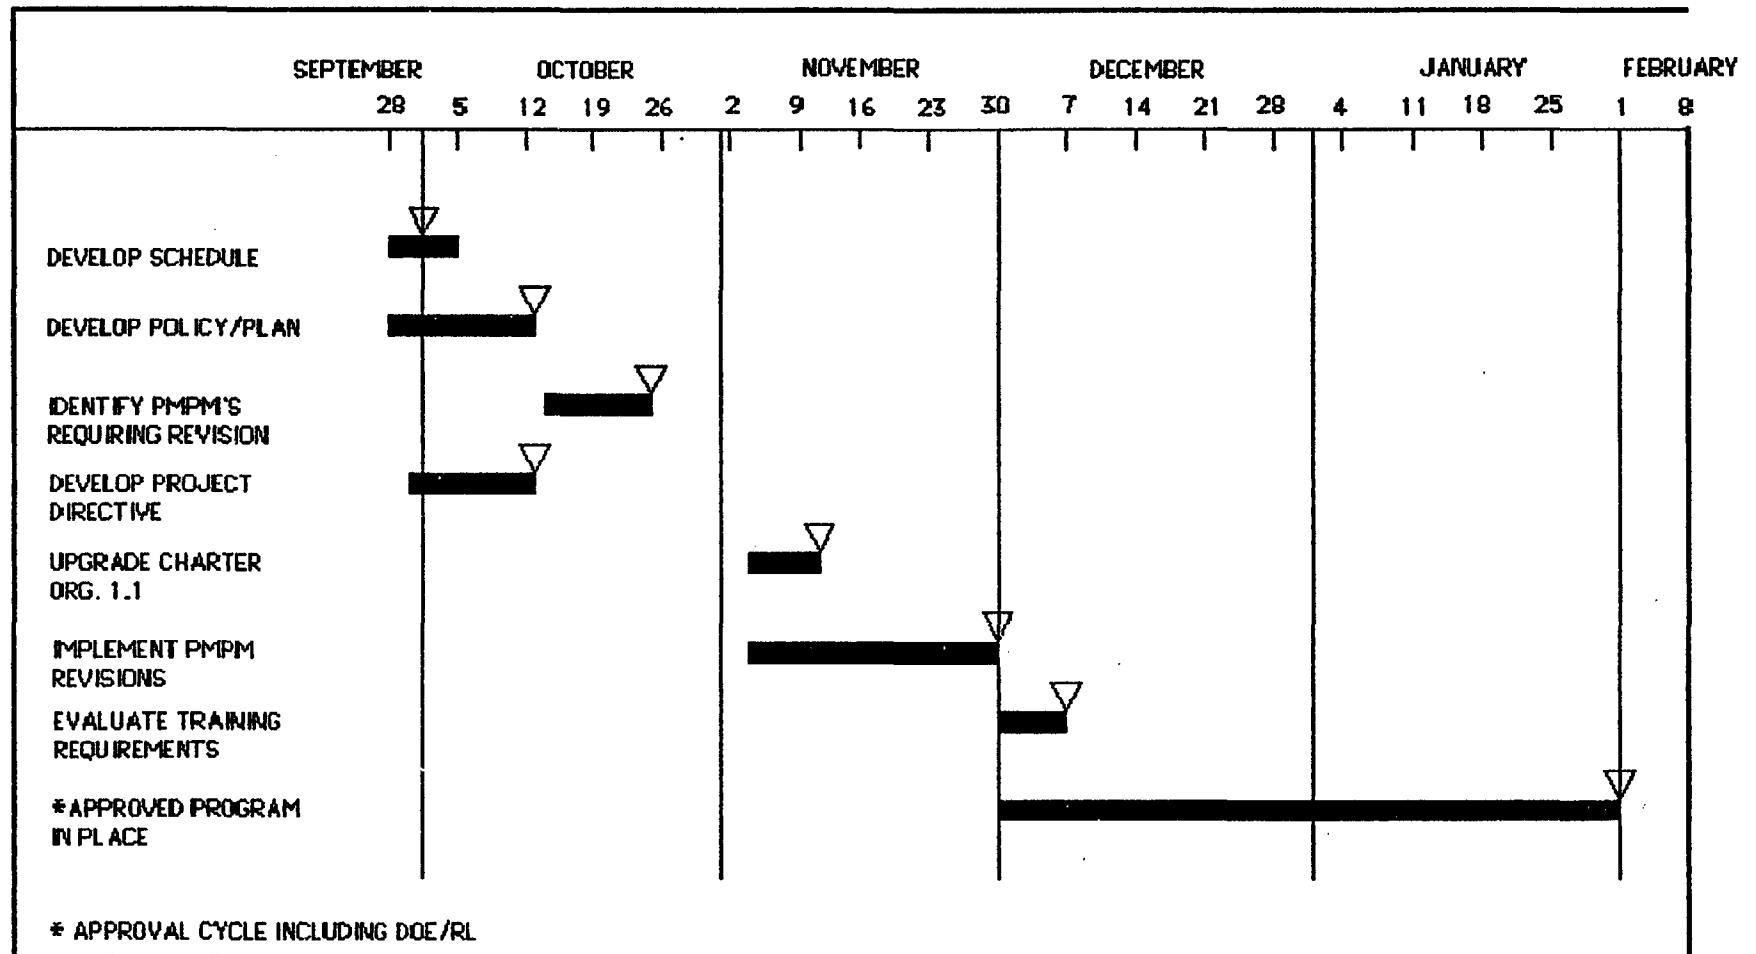 SEPTEMBER OCTOBER NOVEMBER DECEMBER JANUARY FEBRUARY
28 5 12 19 26 2 9 16 23 30 7 14 21 28 4 11 18 25 1 8
DEVELOP SCHEDULE
DEVELOP POLICY/PLAN
IDENTIFY PMPM'S
REQUIRING REVISION
DEVELOP PROJECT
DIRECTIVE
UPGRADE CHARTER
ORG. 1.1
IMPLEMENT PMPM
REVISIONS
EVALUATE TRAINING
REQUIREMENTS
*APPROVED PROGRAM
IN PLACE
* APPROVAL CYCLE INCLUDING DOE/RL